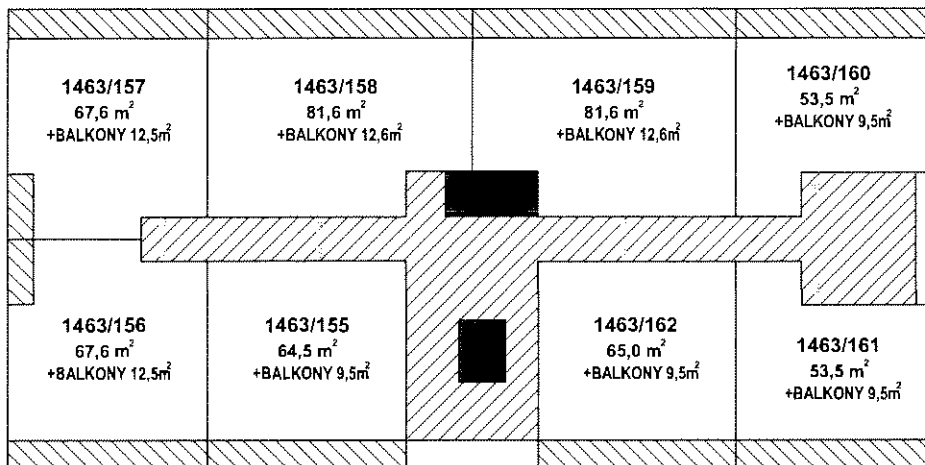 1463/157
67,6 m²
+BALKONY 12,5m²
1463/158
81,6 m²
+BALKONY 12,6m²
1463/159
81,6 m²
+BALKONY 12,6m²
1463/160
53,5 m²
+BALKONY 9,5m²
1463/156
67,6 m²
+BALKONY 12,5m²
1463/155
64,5 m²
+BALKONY 9,5m²
1463/162
65,0 m²
+BALKONY 9,5m²
1463/161
53,5 m²
+BALKONY 9,5m²